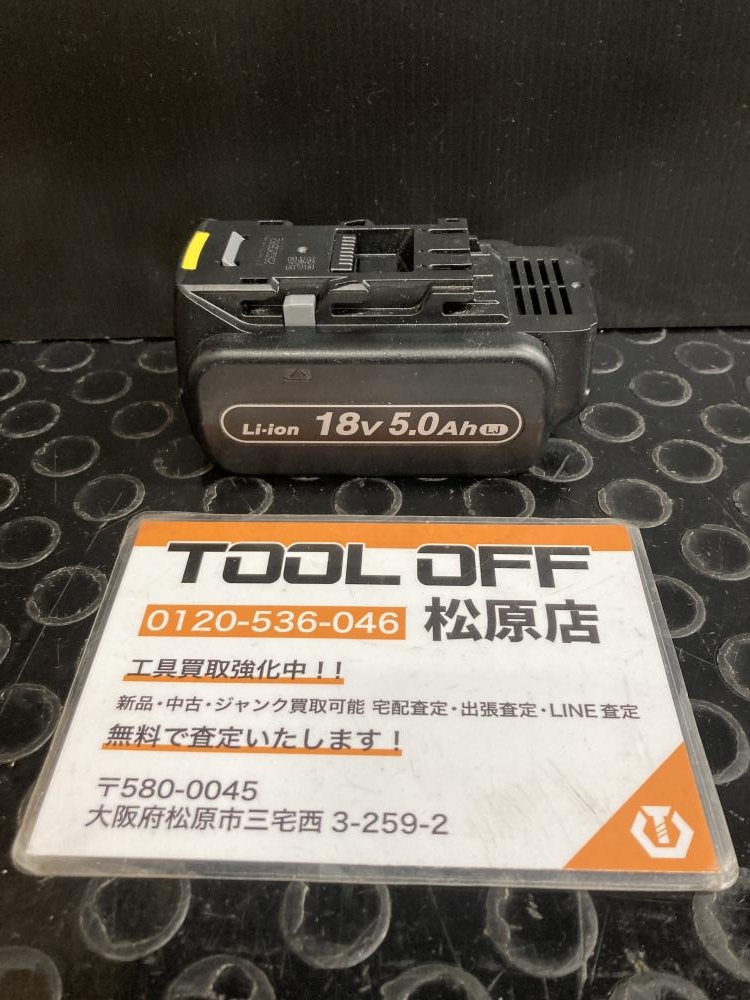 Li-ion 18V 5.0Ah LJ
TOOL OFF
0120-536-046 松原店
工具買取強化中！！
新品・中古・ジャンク買取可能 宅配査定・出張査定・LINE査定
無料で査定いたします！
〒580-0045
大阪府松原市三宅西 3-259-2